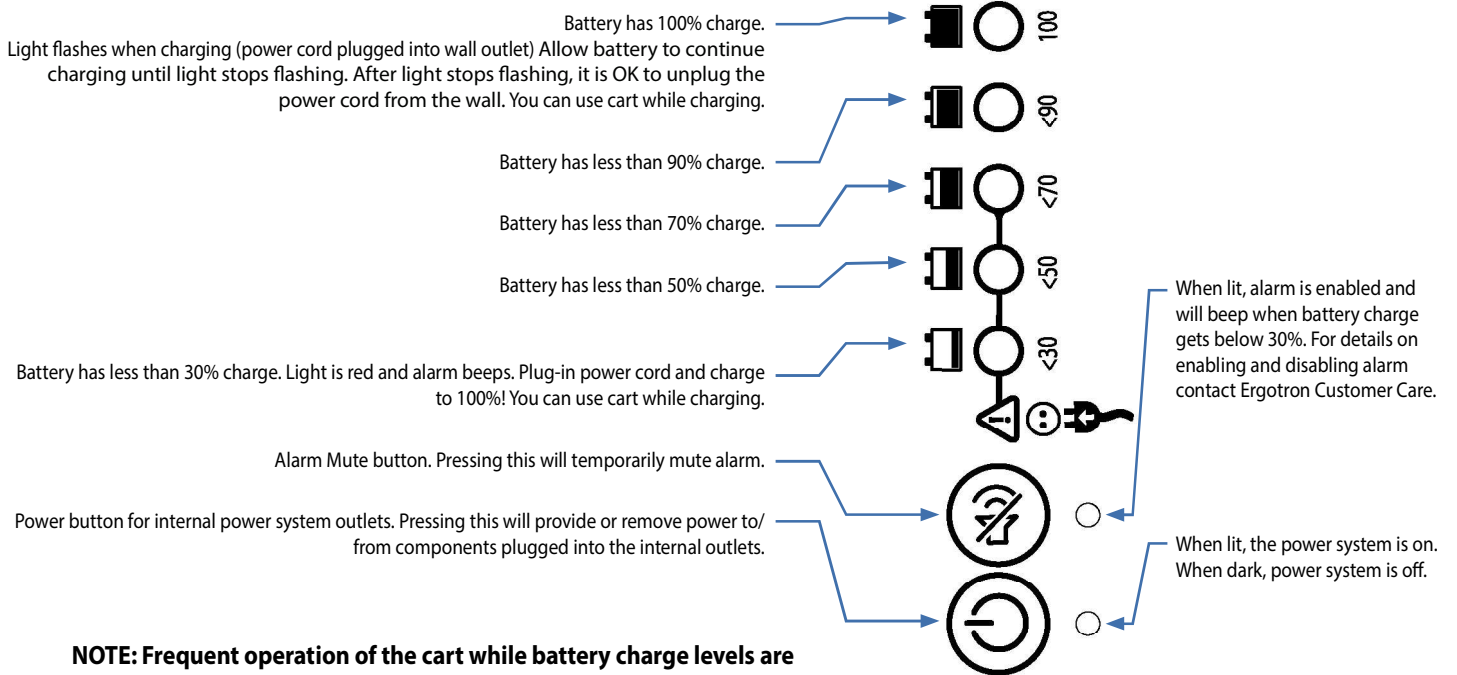 Battery has 100% charge.
Light flashes when charging (power cord plugged into wall outlet) Allow battery to continue
charging until light stops flashing. After light stops flashing, it is OK to unplug the
power cord from the wall. You can use cart while charging.
100
<90
Battery has less than 90% charge.
<70
Battery has less than 70% charge.
<50
Battery has less than 50% charge.
<30
Battery has less than 30% charge. Light is red and alarm beeps. Plug-in power cord and charge
to 100%! You can use cart while charging.
When lit, alarm is enabled and
will beep when battery charge
gets below 30%. For details on
enabling and disabling alarm
contact Ergotron Customer Care.
Alarm Mute button. Pressing this will temporarily mute alarm.
Power button for internal power system outlets. Pressing this will provide or remove power to/
from components plugged into the internal outlets.
When lit, the power system is on.
When dark, power system is off.
NOTE: Frequent operation of the cart while battery charge levels are